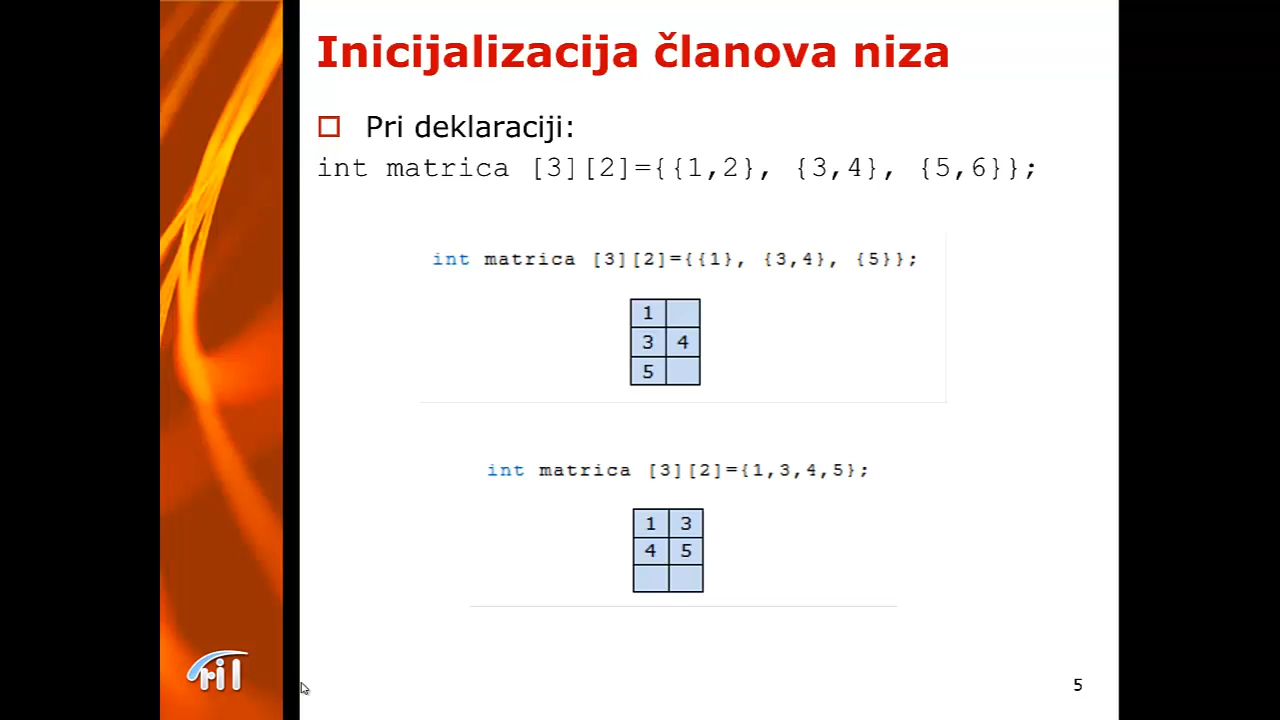 Inicijalizacija članova niza
Pri deklaraciji:
int matrica [3][2]={{1,2}, {3,4}, {5,6}};
int matrica [3][2]={{1}, {3,4}, {5}};
1
3 4
5
int matrica [3][2]={1,3,4,5};
1 3
4 5
ril
5